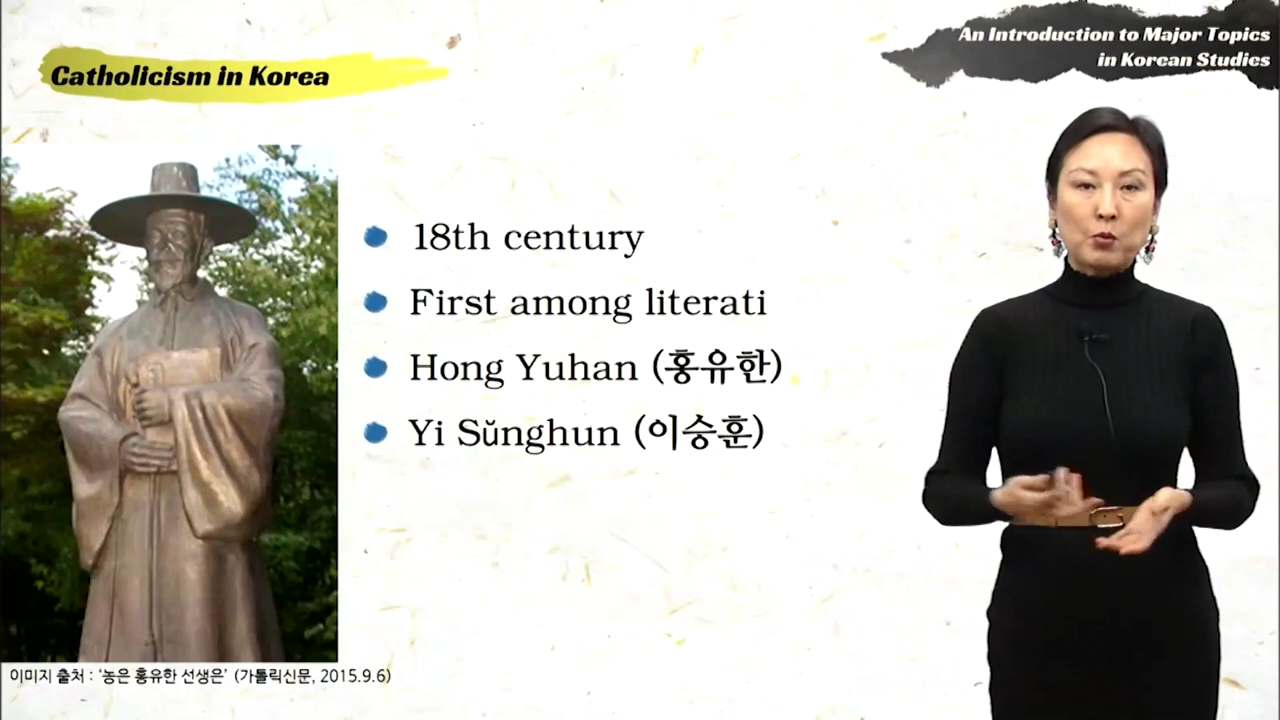 An Introduction to Major Topics
in Korean Studies
Catholicism in Korea
18th century
First among literati
Hong Yuhan (홍유한)
Yi Sŭnghun (이승훈)
이미지 출처 : ‘농은 홍유한 선생은’ (가톨릭신문, 2015.9.6)